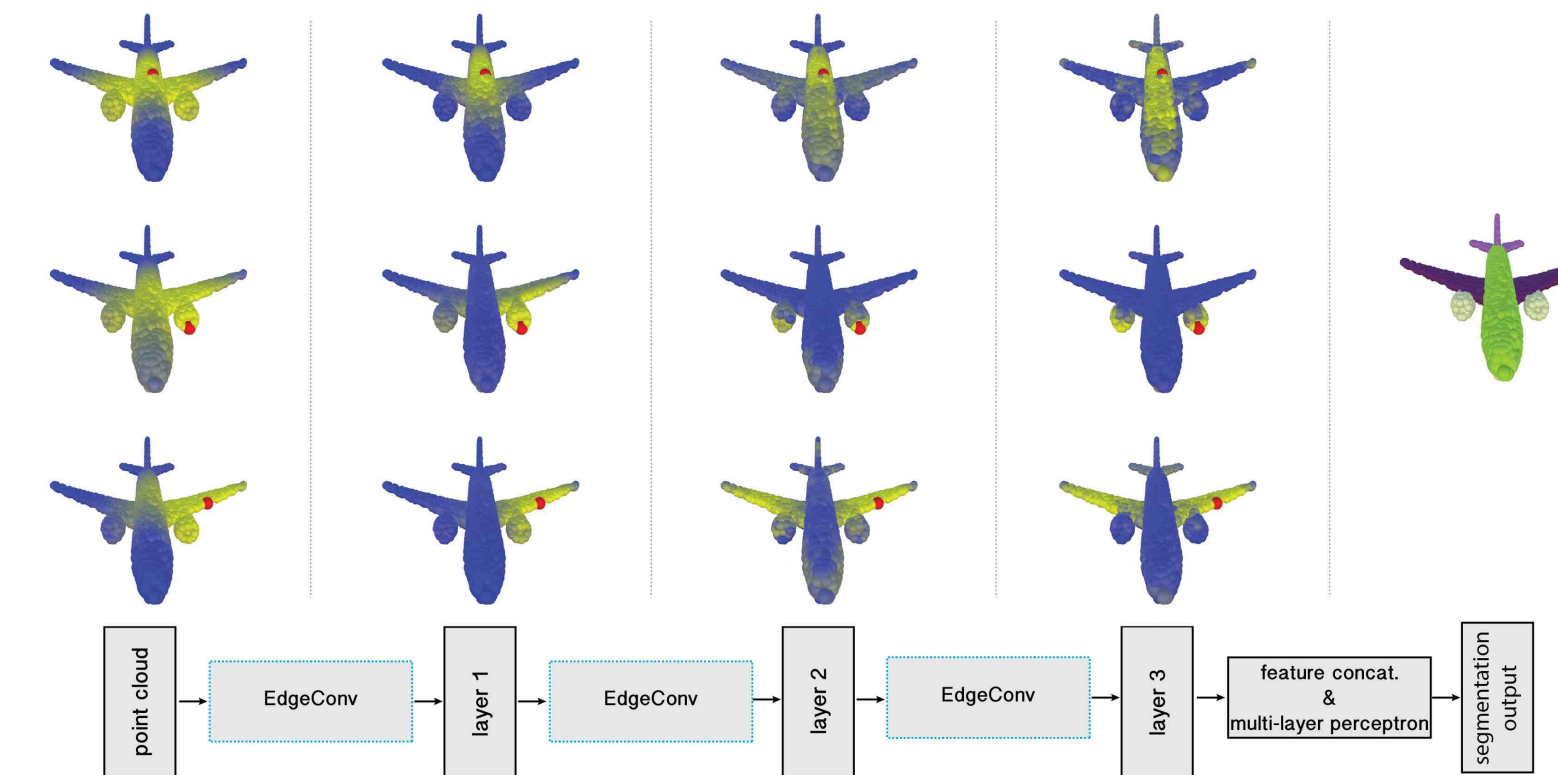 point cloud
EdgeConv
layer 1
EdgeConv
layer 2
EdgeConv
layer 3
feature concat.
&
multi-layer perceptron
segmentation
output